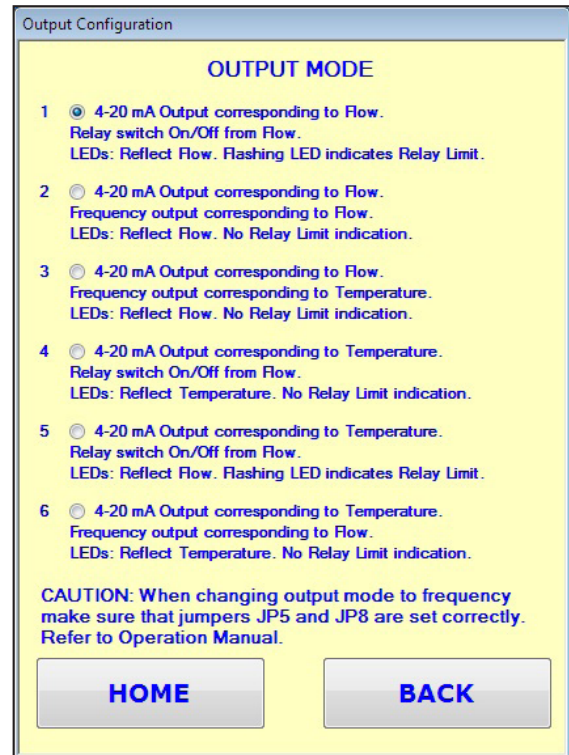 Output Configuration
OUTPUT MODE
1 4-20 mA Output corresponding to Flow.
Relay switch On/Off from Flow.
LEDs: Reflect Flow. Flashing LED indicates Relay Limit.
2 4-20 mA Output corresponding to Flow.
Frequency output corresponding to Flow.
LEDs: Reflect Flow. No Relay Limit indication.
3 4-20 mA Output corresponding to Flow.
Frequency output corresponding to Temperature.
LEDs: Reflect Flow. No Relay Limit indication.
4 4-20 mA Output corresponding to Temperature.
Relay switch On/Off from Flow.
LEDs: Reflect Temperature. No Relay Limit indication.
5 4-20 mA Output corresponding to Temperature.
Relay switch On/Off from Flow.
LEDs: Reflect Flow. Flashing LED indicates Relay Limit.
6 4-20 mA Output corresponding to Temperature.
Frequency output corresponding to Flow.
LEDs: Reflect Temperature. No Relay Limit indication.
CAUTION: When changing output mode to frequency
make sure that jumpers JP5 and JP8 are set correctly.
Refer to Operation Manual.
HOME
BACK